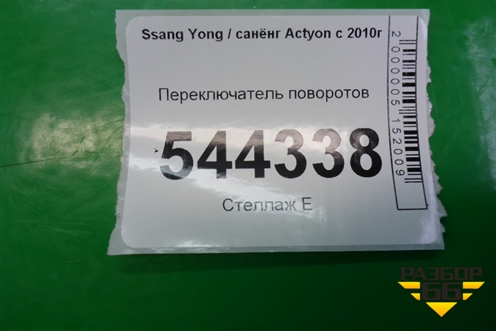 Ssang Yong / санёнг Actyon с 2010г
Переключатель поворотов
544338
Стеллаж Е
2000005152009
РАЗБОР
66